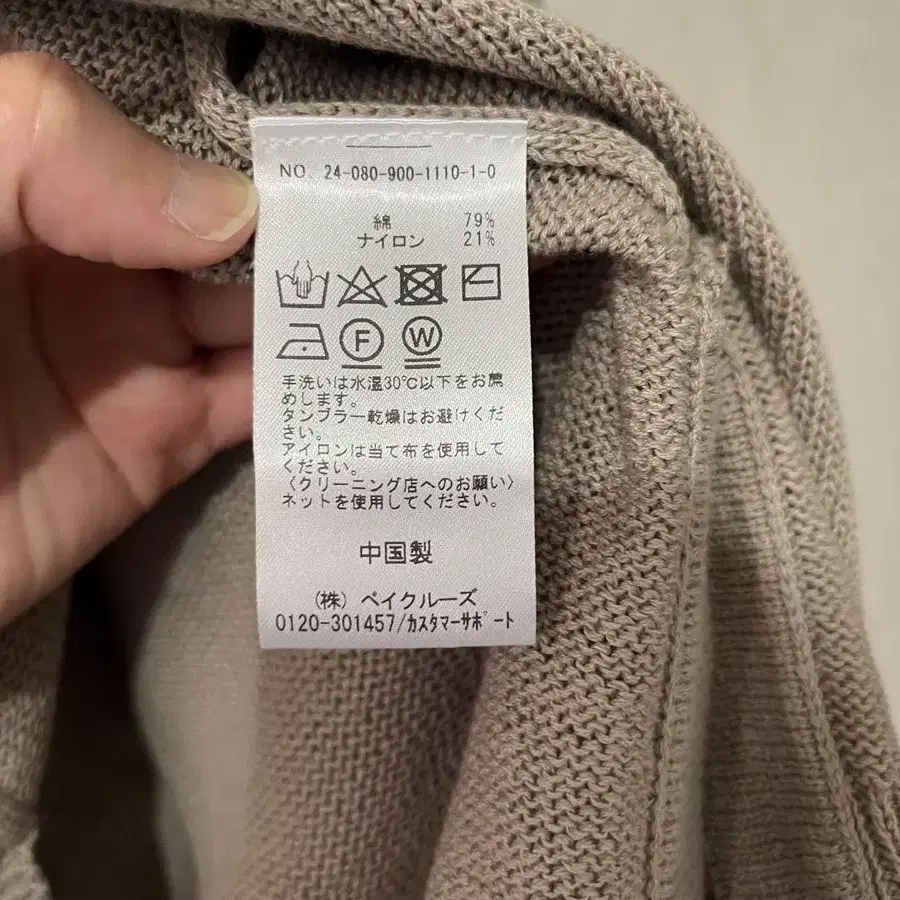 NO. 24-080-900-1110-1-0
綿 79%
ナイロン 21%
F W
手洗いは水温30℃以下をお薦
めします。
タンブラー乾燥はお避けくだ
さい。
アイロンは当て布を使用して
ください。
〈クリーニング店へのお願い〉
ネットを使用してください。
中国製
(株) ベイクルーズ
0120-301457/カスタマーサポート